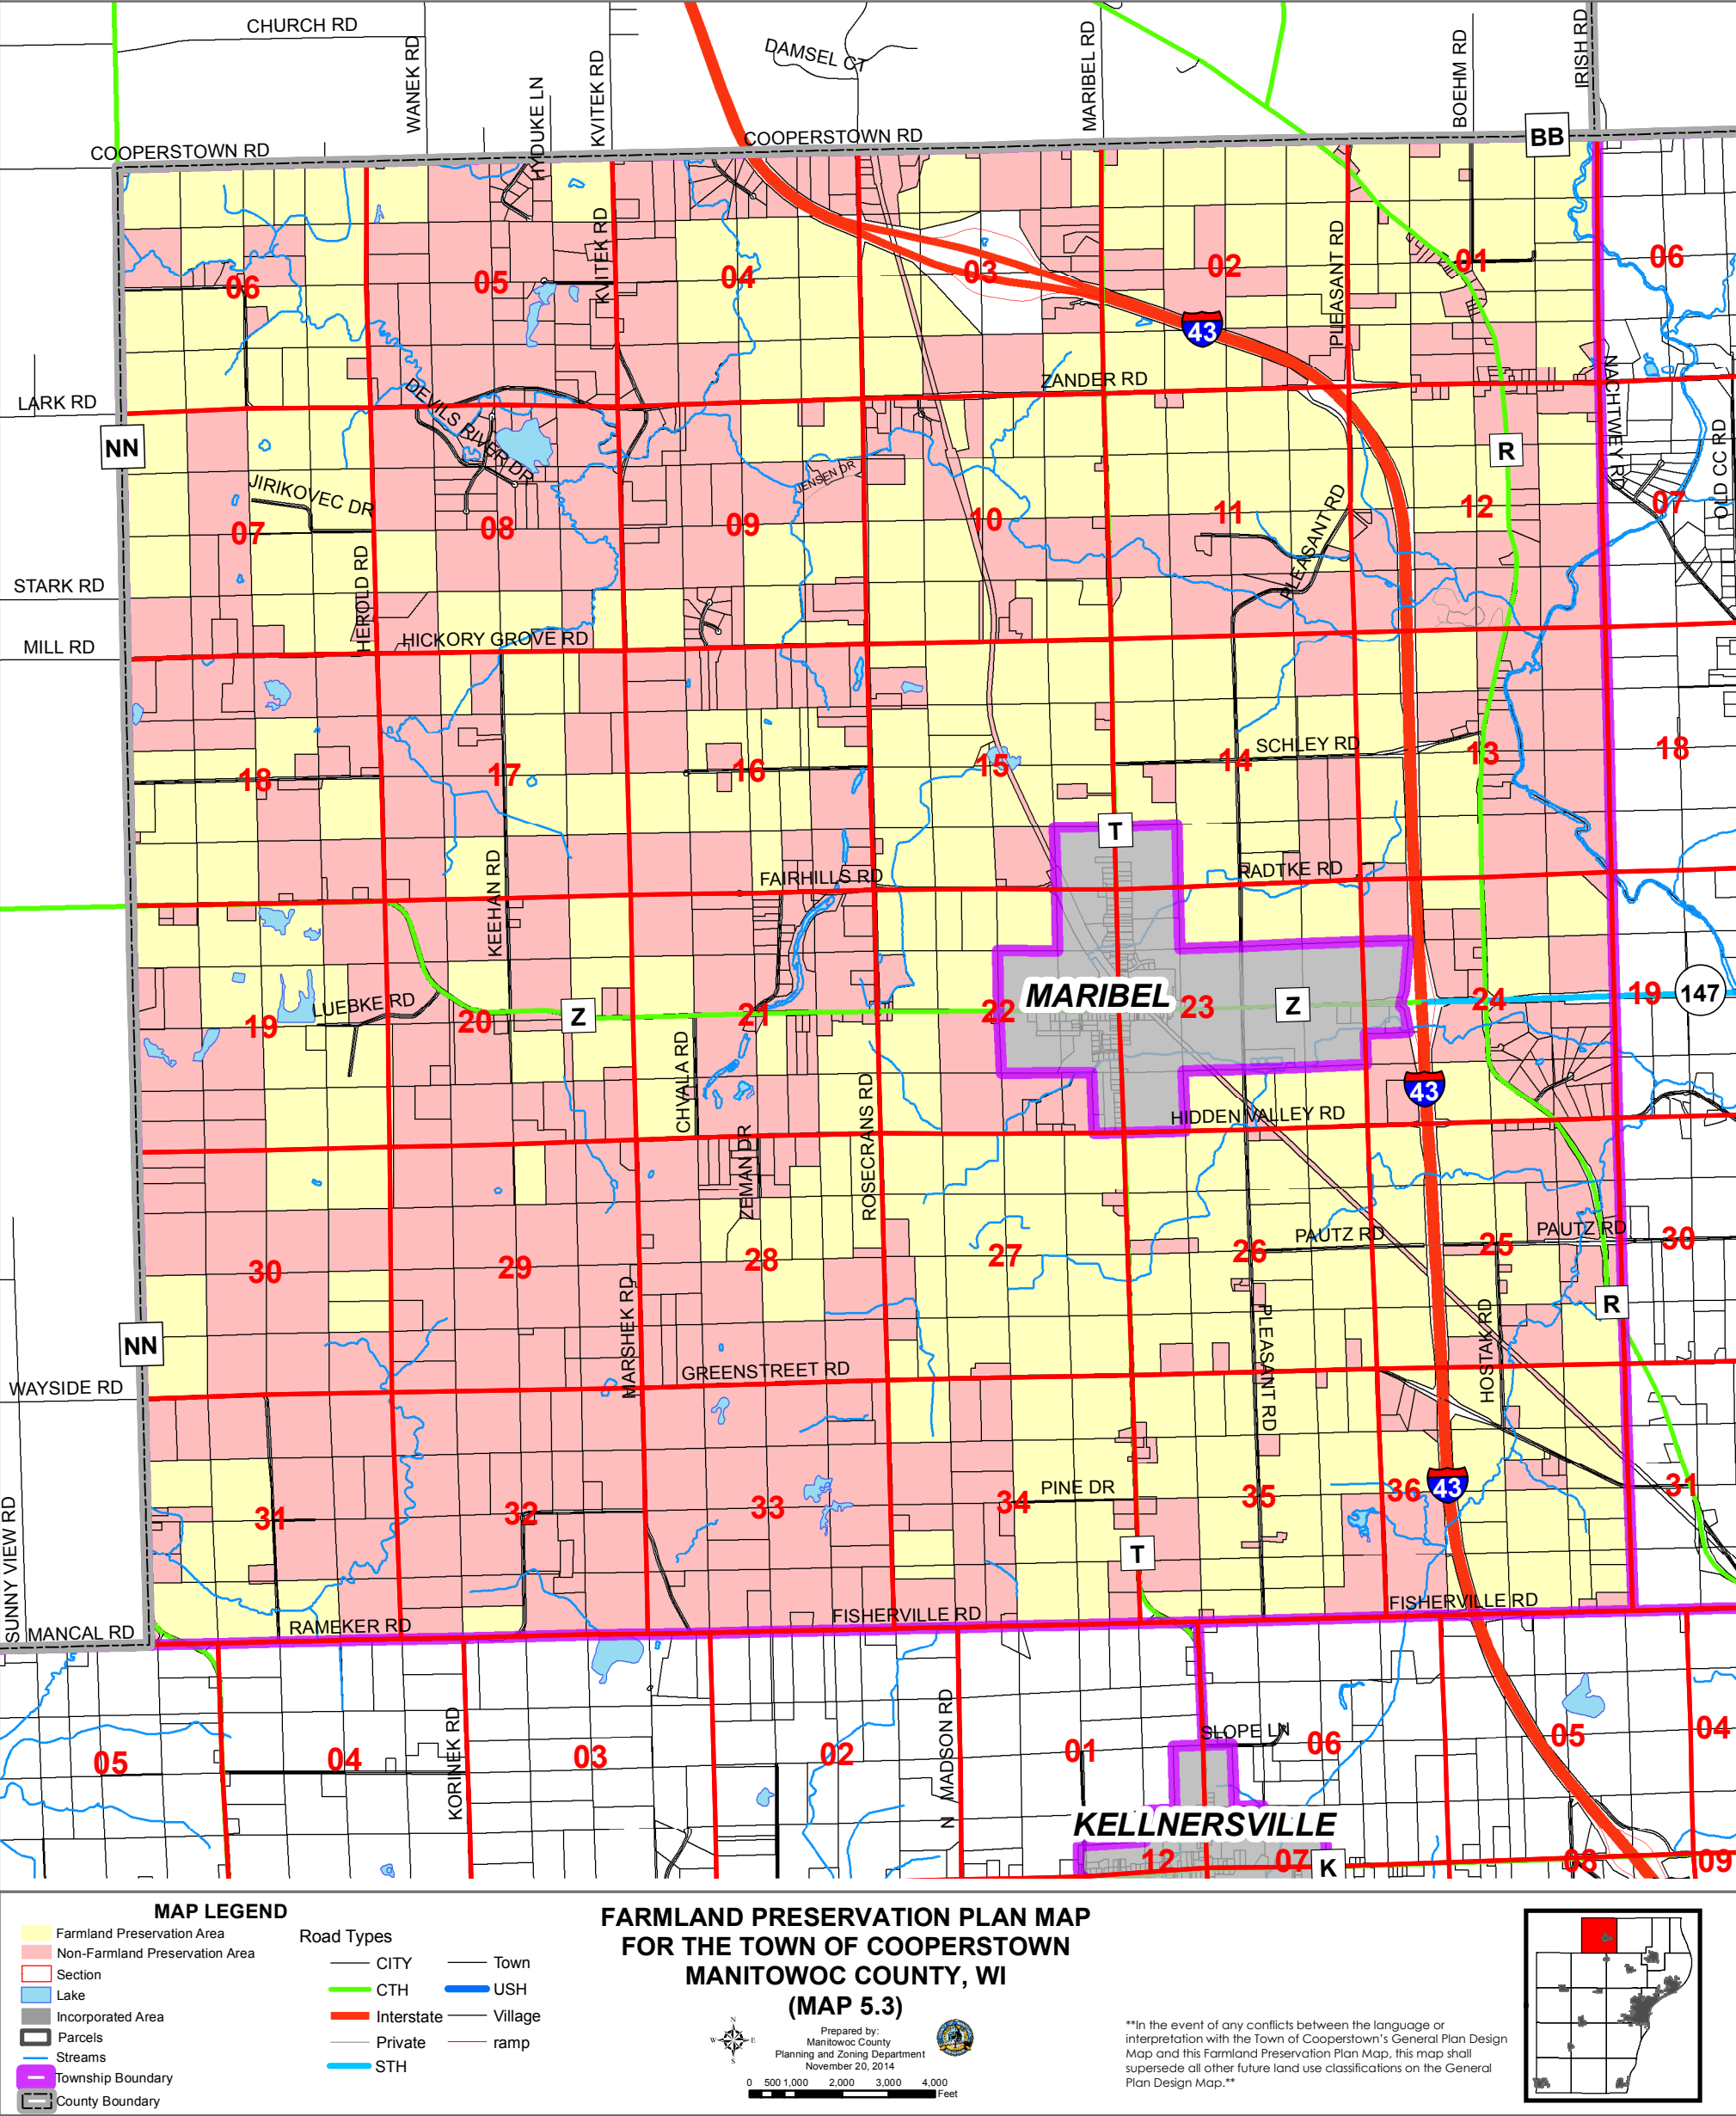 CHURCH RD
WANEK RD
HYDUKE LN
KVITEK RD
DAMSEL CT
MARIBEL RD
BOEHM RD
IRISH RD
COOPERSTOWN RD
COOPERSTOWN RD
BB
KVITEK RD
PLEASANT RD
06
05
04
03
02
01
06
43
ZANDER RD
LARK RD
NN
DEVILS RIVER DR
R
NACHTWEY RD
OLD CC RD
JIRIKOVEC DR
JENSEN DR
PLEASANT RD
07
08
09
10
11
12
07
HEROLD RD
STARK RD
MILL RD
HICKORY GROVE RD
SCHLEY RD
18
17
16
15
14
13
18
T
KEEHAN RD
FAIRHILLS RD
RADTKE RD
LUEBKE RD
Z
MARIBEL
Z
147
19
20
21
22
23
24
19
CHVALA RD
ROSECRANS RD
43
HIDDEN VALLEY RD
ZEMAN DR
PAUTZ RD
PAUTZ RD
30
29
28
27
26
25
30
NN
MARSHEK RD
PLEASANT RD
HOSTAK RD
R
WAYSIDE RD
GREENSTREET RD
PINE DR
31
32
33
34
35
36
43
31
SUNNY VIEW RD
T
MANCAL RD
RAMEKER RD
FISHERVILLE RD
FISHERVILLE RD
KORINEK RD
N MADSON RD
SLOPE LN
05
04
03
02
01
06
05
04
KELLNERSVILLE
12
07
K
08
09
MAP LEGEND
Farmland Preservation Area
Non-Farmland Preservation Area
Section
Lake
Incorporated Area
Parcels
Streams
Township Boundary
County Boundary
Road Types
CITY
Town
CTH
USH
Interstate
Village
Private
ramp
STH
FARMLAND PRESERVATION PLAN MAP
FOR THE TOWN OF COOPERSTOWN
MANITOWOC COUNTY, WI
(MAP 5.3)
N
W
E
S
Prepared by:
Manitowoc County
Planning and Zoning Department
November 20, 2014
0 500 1,000 2,000 3,000 4,000
Feet
**In the event of any conflicts between the language or
interpretation with the Town of Cooperstown's General Plan Design
Map and this Farmland Preservation Plan Map, this map shall
supersede all other future land use classifications on the General
Plan Design Map.**